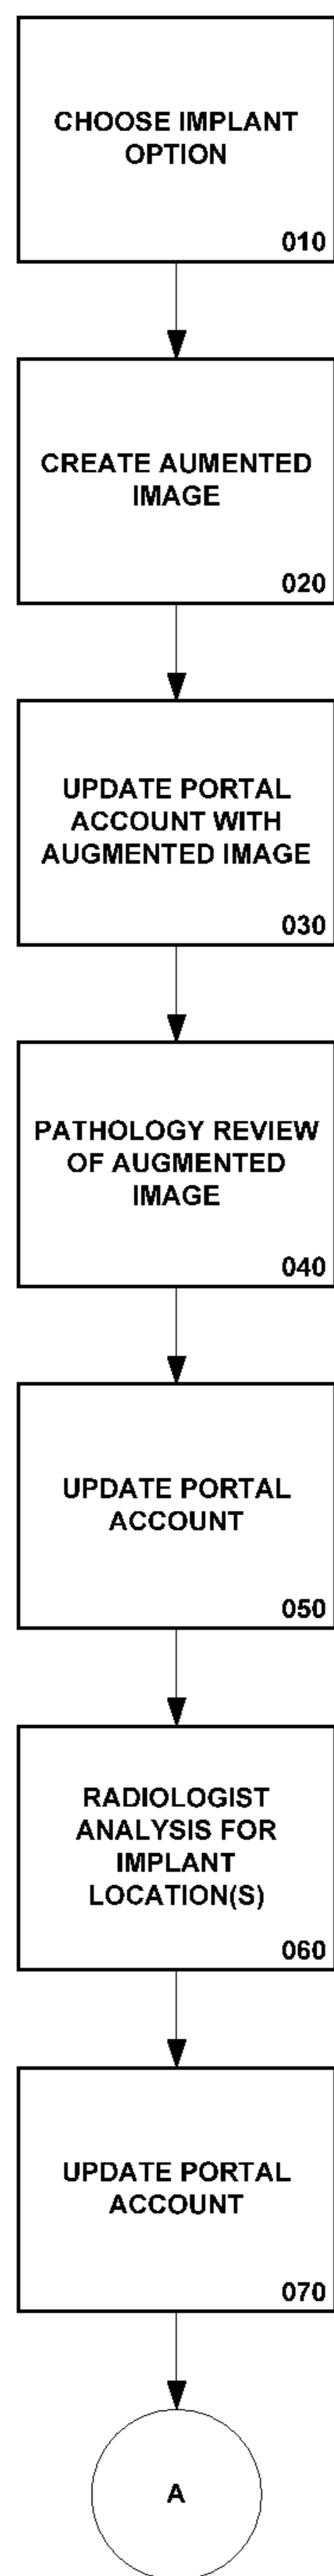 CHOOSE IMPLANT
OPTION
010
CREATE AUMENTED
IMAGE
020
UPDATE PORTAL
ACCOUNT WITH
AUGMENTED IMAGE
030
PATHOLOGY REVIEW
OF AUGMENTED
IMAGE
040
UPDATE PORTAL
ACCOUNT
050
RADIOLOGIST
ANALYSIS FOR
IMPLANT
LOCATION(S)
060
UPDATE PORTAL
ACCOUNT
070
A